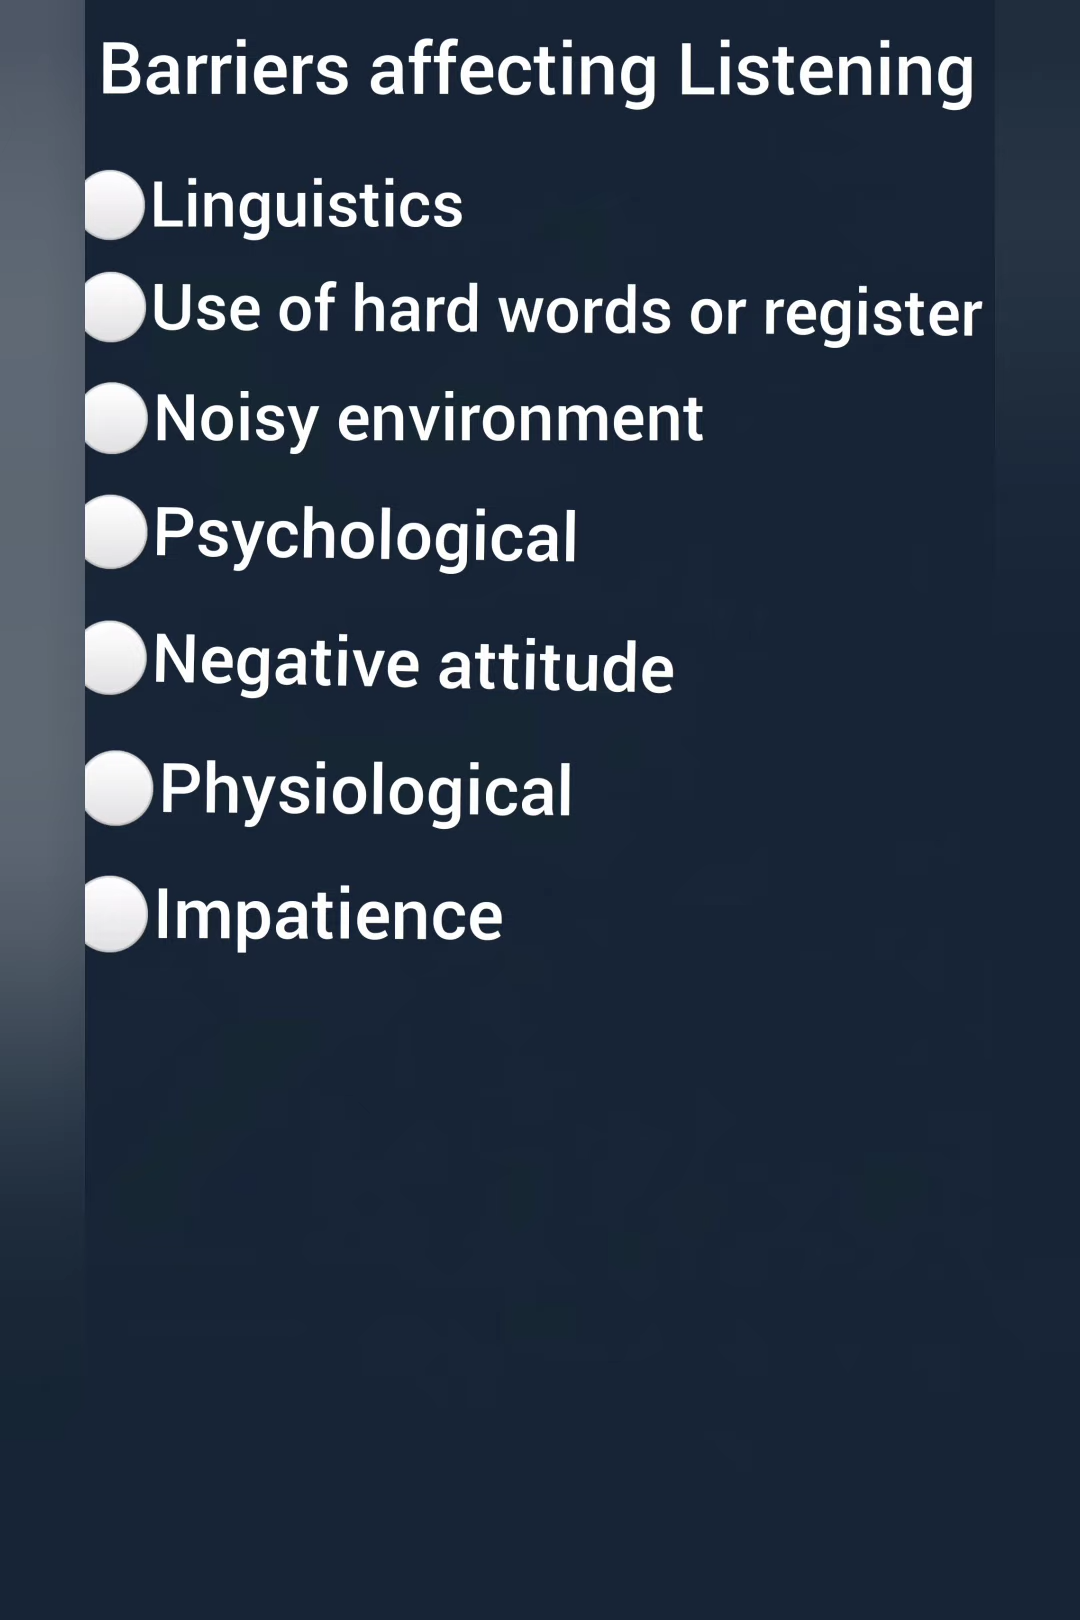 Barriers affecting Listening
Linguistics
Use of hard words or register
Noisy environment
Psychological
Negative attitude
Physiological
Impatience